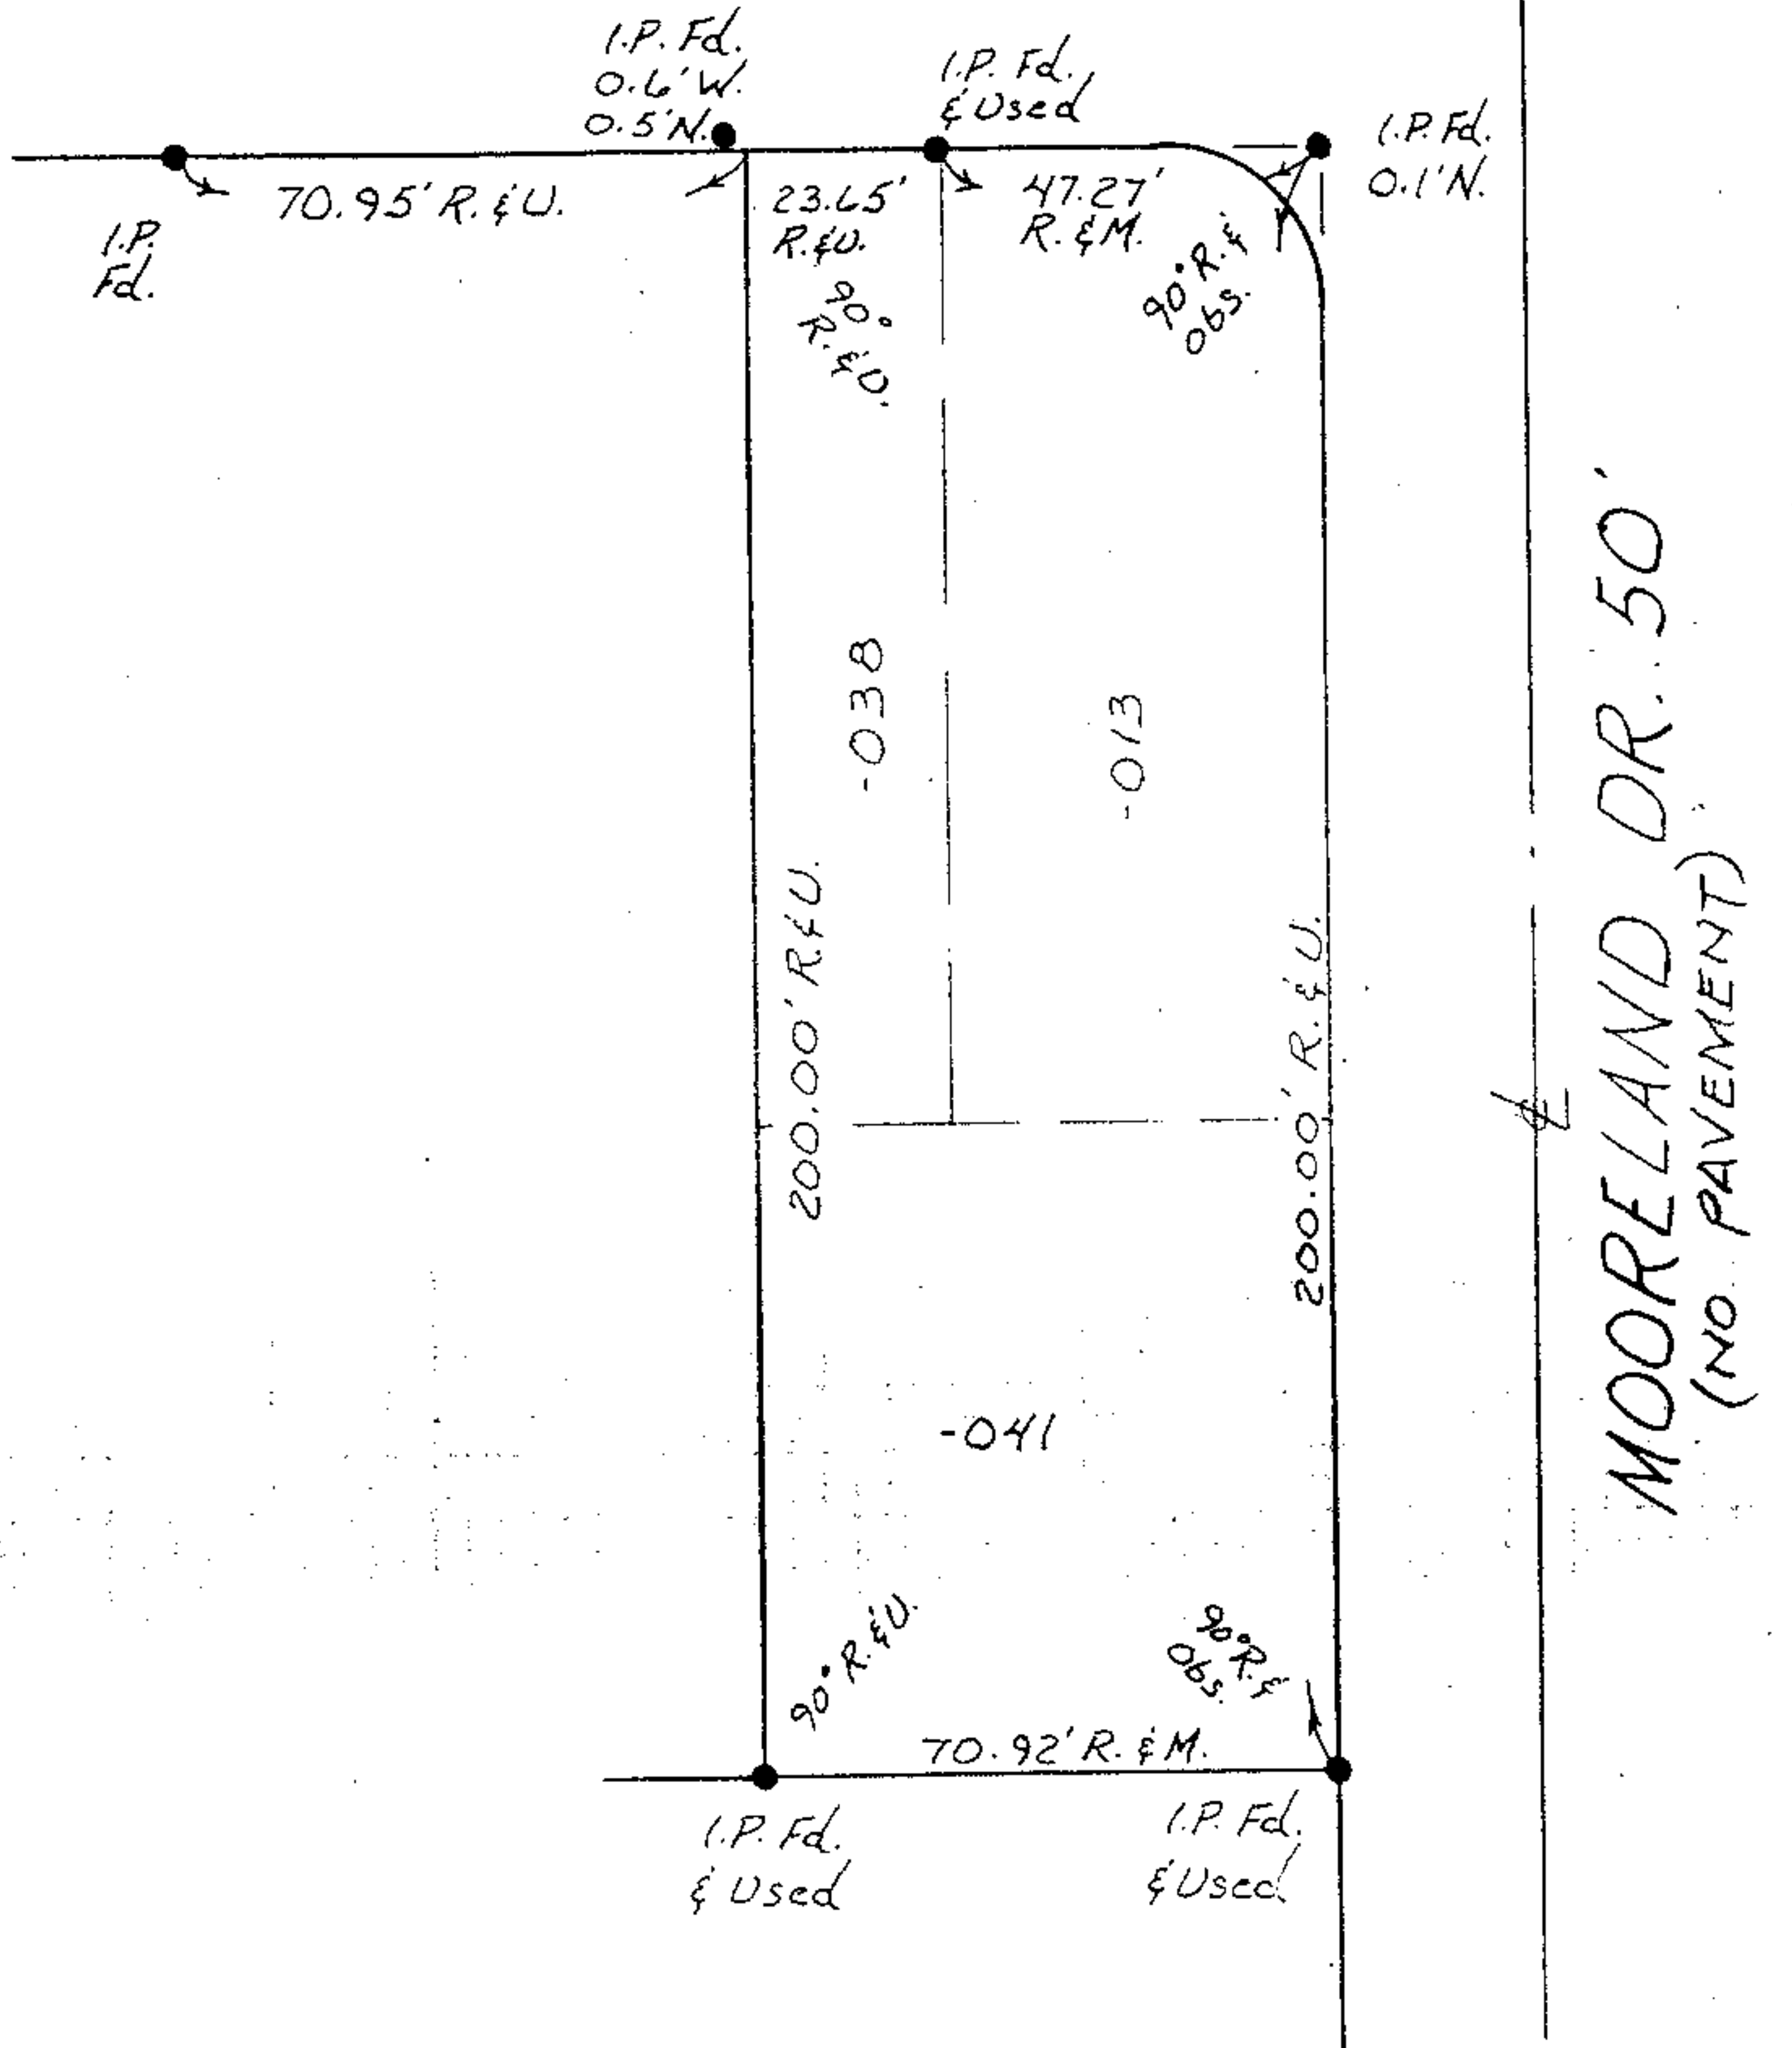 I.P. Fd.
0.6' W.
0.5' N.
I.P. Fd.
& Used
I.P. Fd.
0.1' N.
I.P.
Fd.
70.95' R. & U.
23.65'
R. & U.
47.27'
R. & M.
90°
R. & U.
90° R. &
Obs.
-038
-013
200.00' R. & U.
200.00' R. & U.
MOORELAND DR. 50'
(NO PAVEMENT)
℄
-041
90° R. & U.
90° R. &
Obs.
70.92' R. & M.
I.P. Fd.
& Used
I.P. Fd.
& Used